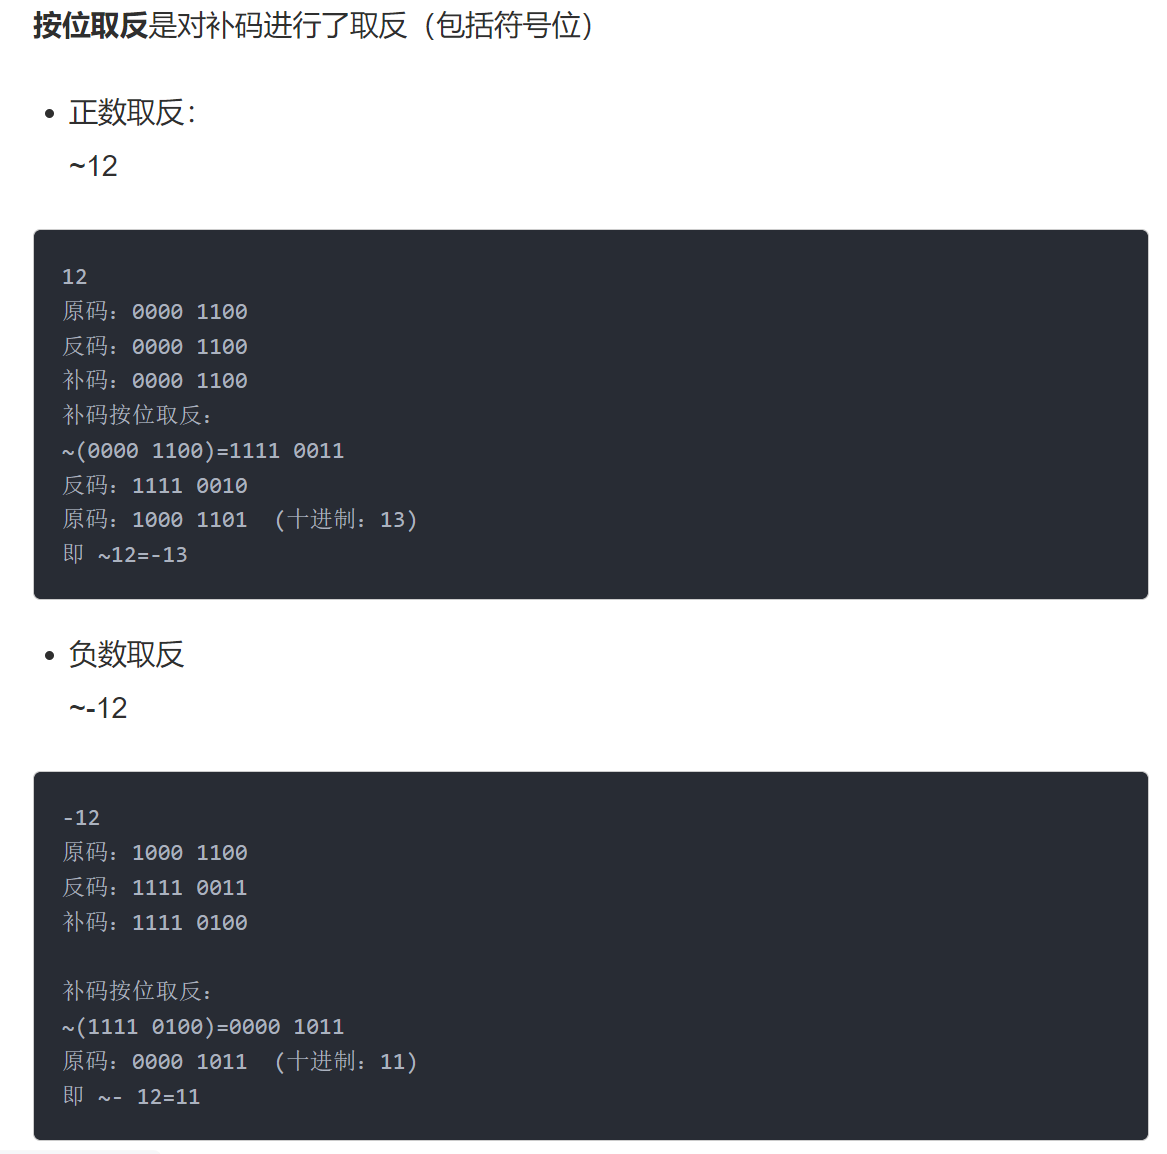 按位取反是对补码进行了取反（包括符号位）
• 正数取反：
~12
12
原码：0000 1100
反码：0000 1100
补码：0000 1100
补码按位取反：
~(0000 1100)=1111 0011
反码：1111 0010
原码：1000 1101 （十进制：13)
即 ~12=-13
• 负数取反
~-12
-12
原码：1000 1100
反码：1111 0011
补码：1111 0100
补码按位取反：
~(1111 0100)=0000 1011
原码：0000 1011 （十进制：11)
即 ~- 12=11